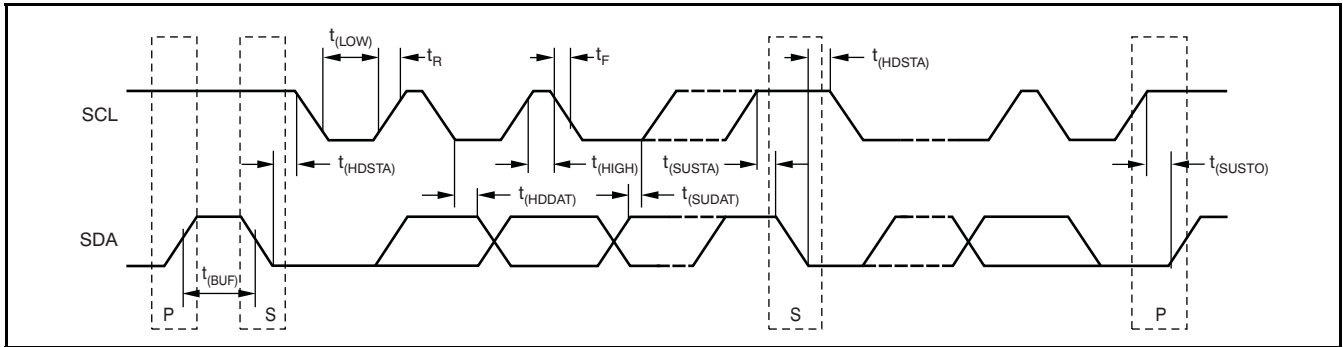 t(LOW)
tR
tF
t(HDSTA)
SCL
t(HDSTA)
t(HIGH)
t(SUSTA)
t(SUSTO)
t(HDDAT)
t(SUDAT)
SDA
t(BUF)
P
S
S
P